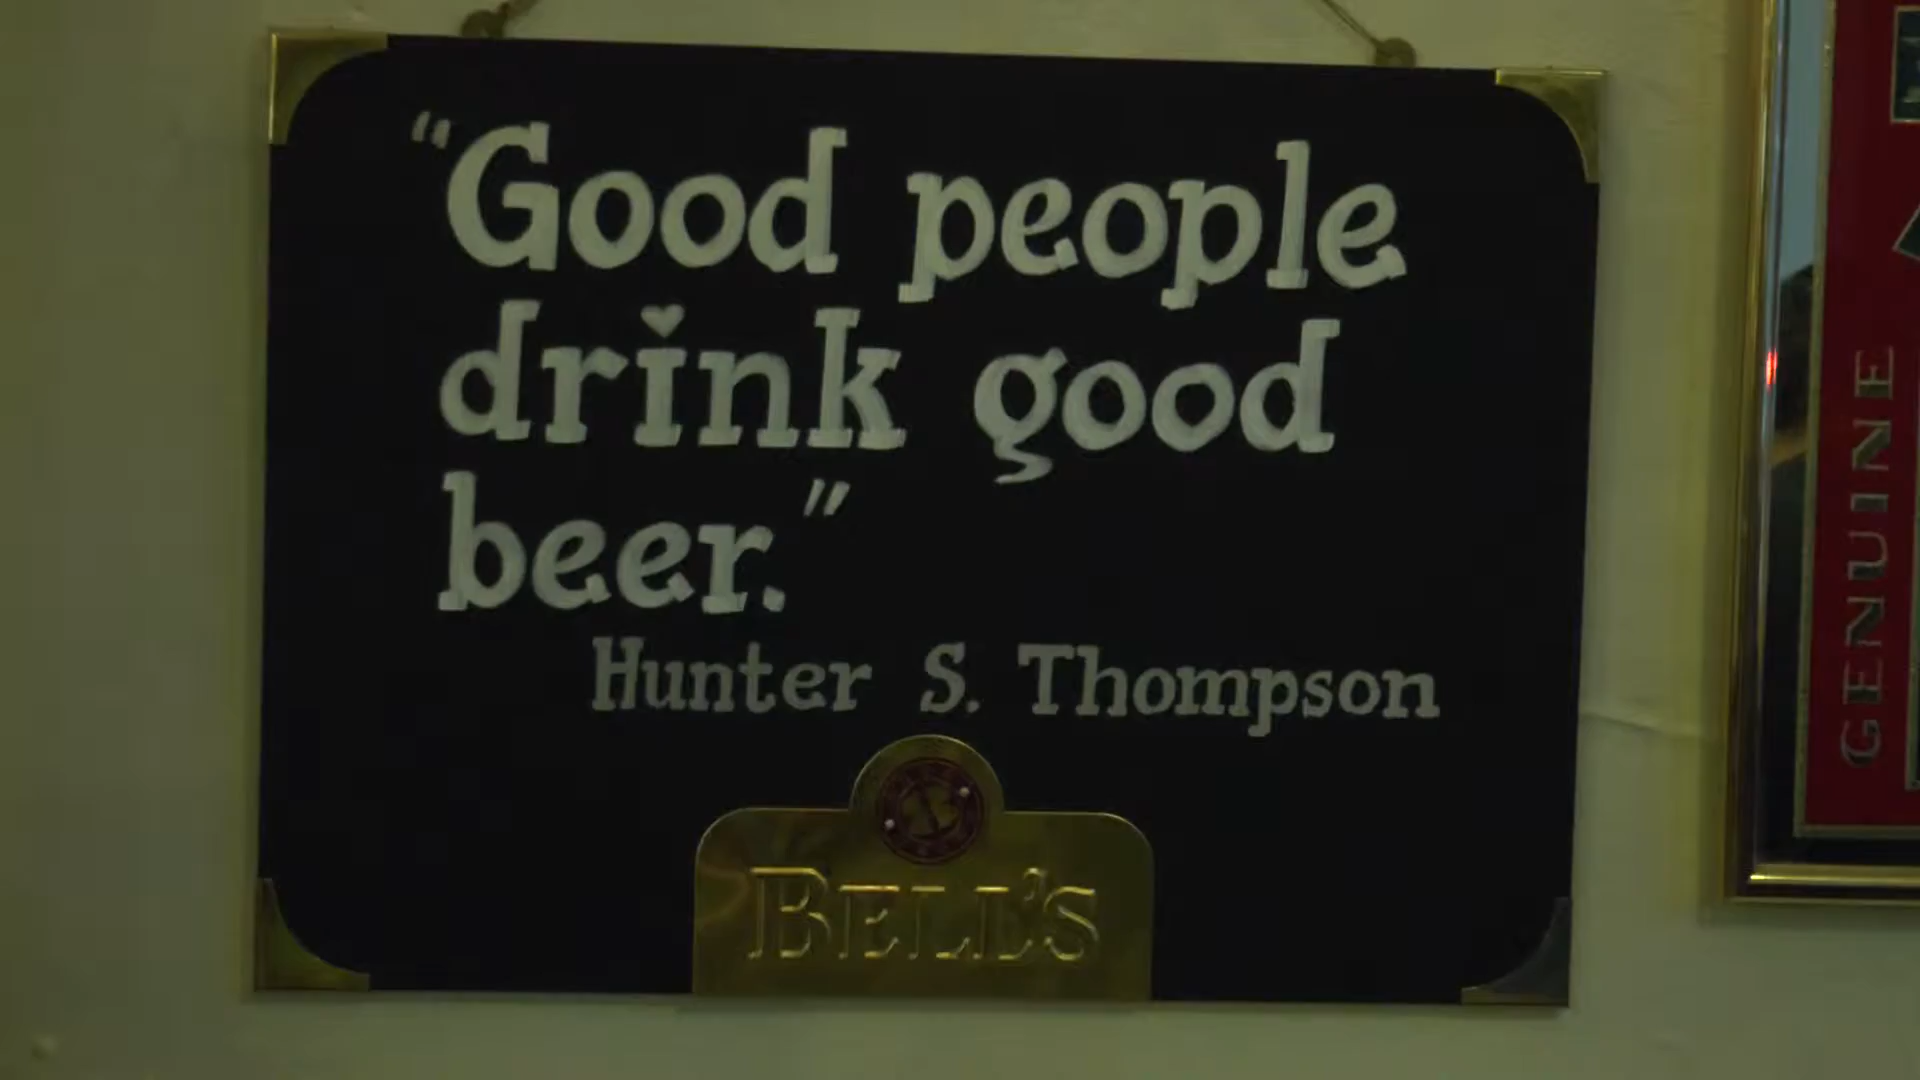 “Good people
drink good
beer.”
Hunter S. Thompson
BELL'S
GENUINE